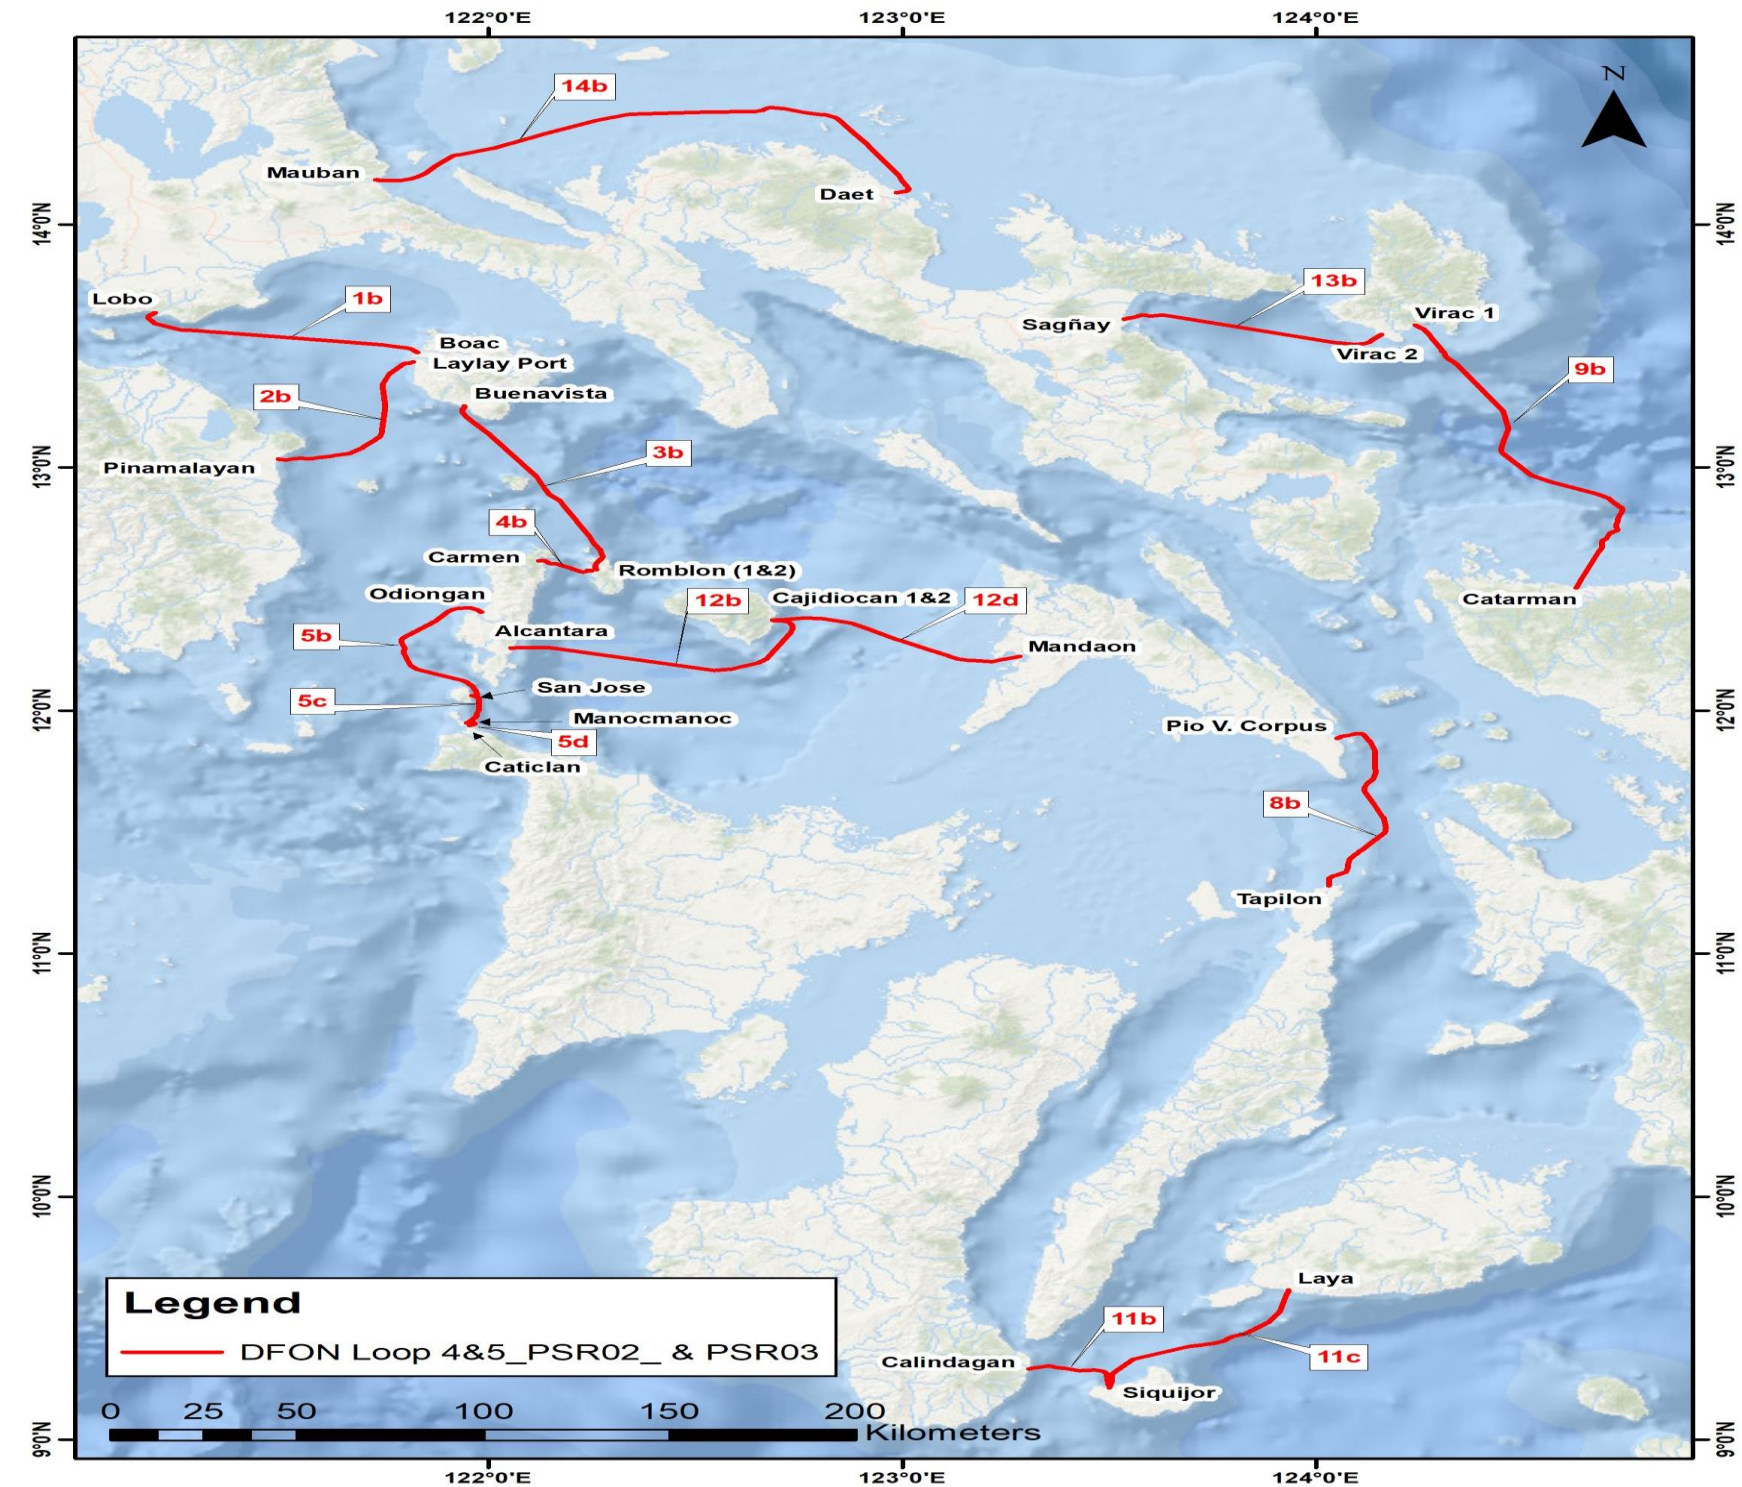 122°0'E 123°0'E 124°0'E
N
14b
Mauban
Daet
14°0'N 14°0'N
13b
Lobo
1b
Virac 1
Sagñay
Boac
Virac 2
Laylay Port
9b
2b
Buenavista
3b
Pinamalayan
13°0'N 13°0'N
4b
Carmen
Romblon (1&2)
Odiongan
12b
Cajidiocan 1&2
12d
Catarman
5b
Alcantara
Mandaon
San Jose
5c
12°0'N 12°0'N
Manocmanoc
Pio V. Corpus
5d
Caticlan
8b
Tapilon
11°0'N 11°0'N
10°0'N 10°0'N
Laya
Legend
11b
DFON Loop 4&5_PSR02_ & PSR03
11c
Calindagan
Siquijor
0 25 50 100 150 200
Kilometers
9°0'N 9°0'N
122°0'E 123°0'E 124°0'E